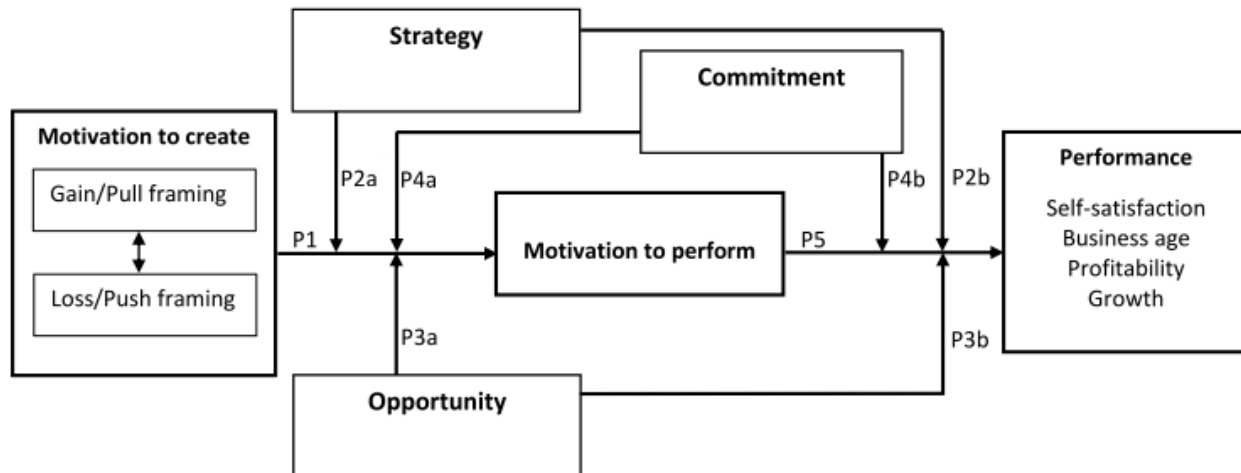 Strategy
Commitment
Motivation to create
Gain/Pull framing
Loss/Push framing
P2a
P4a
P4b
P2b
P1
Motivation to perform
P5
Performance
Self-satisfaction
Business age
Profitability
Growth
P3a
P3b
Opportunity